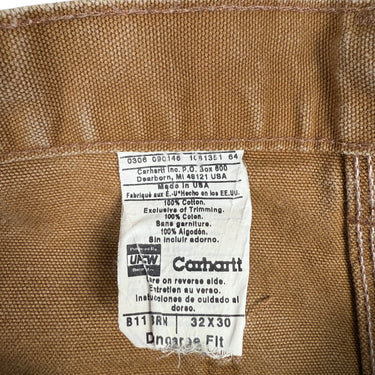 0306 090146 1081351 64
Carhartt Inc. P.O. Box 600
Dearborn, MI 48121 USA
Made in USA
Fabriqué aux É.-U*Hecho en los EE.UU.
100% Cotton.
Exclusive of Trimming.
100% Coton.
Sans garniture.
100% Algodón.
Sin incluir adorno.
UFCW
Carhartt
are on reverse side.
Entretien au verso.
Instrucciones de cuidado al
dorso.
B11 BRN 32X30
Dungaree Fit